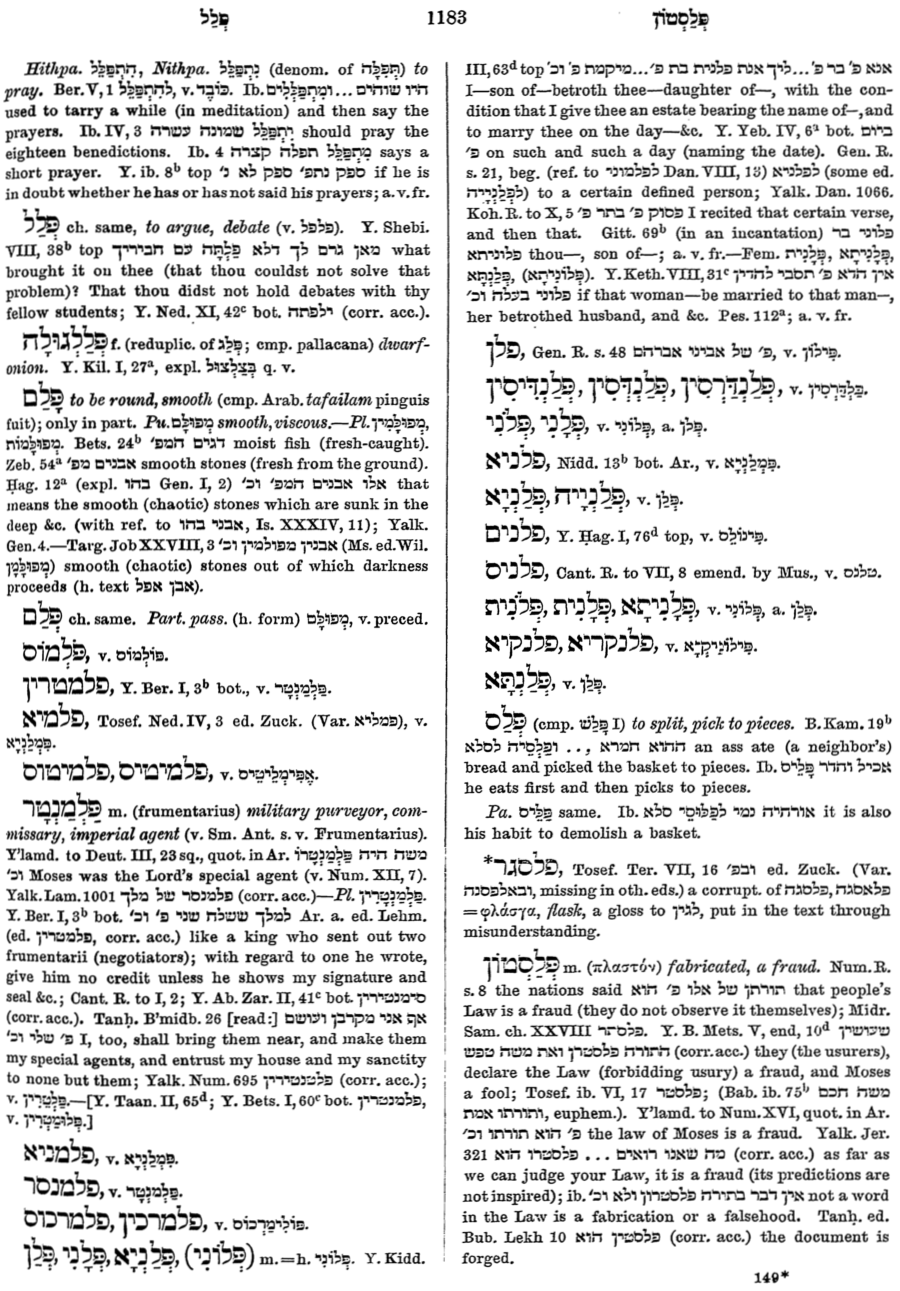 פָּלַל 1183 פְּלַסְטוֹן
Hithpa. הִתְפַּלֵּל, Nithpa. נִתְפַּלֵּל (denom. of תְּפִלָּה) to
pray. Ber. V, 1 לְהִתְפַּלֵּל, v. כּוֹבֶד. Ib. היו שוהים ... וּמִתְפַּלְּלִים
used to tarry a while (in meditation) and then say the
prayers. Ib. IV, 3 יִתְפַּלֵּל שמונה עשרה should pray the
eighteen benedictions. Ib. 4 מִתְפַּלֵּל תפלה קצרה says a
short prayer. Y. ib. 8b top ספק נתפ׳ ספק לא נ׳ if he is
in doubt whether he has or has not said his prayers; a. v. fr.
פְּלַל ch. same, to argue, debate (v. פלפל). Y. Shebi.
VIII, 38b top מאן גרם לך דלא פַלְּתָּה עם חברייך what
brought it on thee (that thou couldst not solve that
problem)? That thou didst not hold debates with thy
fellow students; Y. Ned. XI, 42c bot. ילפתה (corr. acc.).
פְּלַלְגּוּלָה f. (reduplic. of פְּלַג; cmp. pallacana) dwarf-
onion. Y. Kil. I, 27a, expl. בְּצַלְצוּל q. v.
פָּלַם to be round, smooth (cmp. Arab. tafailam pinguis
fuit); only in part. Pu. מְפוּלָּם smooth, viscous.—Pl. מְפוּלָּמִין,
מְפוּלָּמוֹת. Bets. 24b דגים המפ׳ moist fish (fresh-caught).
Zeb. 54a אבנים מפ׳ smooth stones (fresh from the ground).
Ḥag. 12a (expl. בהו Gen. I, 2) אלו אבנים המפ׳ וכ׳ that
means the smooth (chaotic) stones which are sunk in the
deep &c. (with ref. to אבני בהו, Is. XXXIV, 11); Yalk.
Gen. 4.—Targ. Job XXVIII, 3 אבנין מפולמין וכ׳ (Ms. ed. Wil.
מְפוּלְּמָן) smooth (chaotic) stones out of which darkness
proceeds (h. text אבן אפל).
פְּלַם ch. same. Part. pass. (h. form) מְפוּלָּם, v. preced.
פֻּלְמוֹס, v. פּוֹלְמוֹס.
פלמטרין, Y. Ber. I, 3b bot., v. פַּלְמַנְטָר.
פלמיא, Tosef. Ned. IV, 3 ed. Zuck. (Var. פמליא), v.
פַּמַלְנְיָא.
פלמיטיס, פלמיטוס, v. אֳפִּימֶלִיטֵיס.
פַּלְמַנְטָר m. (frumentarius) military purveyor, com-
missary, imperial agent (v. Sm. Ant. s. v. Frumentarius).
Y'lamd. to Deut. III, 23 sq., quot. in Ar. משה היה פַּלְמַנְטָרוֹ
וכ׳ Moses was the Lord's special agent (v. Num. XII, 7).
Yalk. Lam. 1001 פלמנסר של מלך (corr. acc.)—Pl. פַּלְמַנְטָרִין.
Y. Ber. I, 3b bot. למלך ששלח שני פ׳ וכ׳ Ar. a. ed. Lehm.
(ed. פלמטרין, corr. acc.) like a king who sent out two
frumentarii (negotiators); with regard to one he wrote,
give him no credit unless he shows my signature and
seal &c.; Cant. R. to I, 2; Y. Ab. Zar. II, 41c bot. סימנטירין
(corr. acc.). Tanḥ. B'midb. 26 [read:] אף אני מקרבן ועושם
פ׳ שלי וכ׳ I, too, shall bring them near, and make them
my special agents, and entrust my house and my sanctity
to none but them; Yalk. Num. 695 פלטנטירין (corr. acc.);
v. פַּלְטְרִין.—[Y. Taan. II, 65d; Y. Bets. I, 60c bot. פלמנטרין,
v. פְּלוּמַטְרִין.]
פלמניא, v. פַּמַלְנְיָא.
פלמנסר, v. פַּלְמַנְטָר.
פלמרכין, פלמרכוס, v. פּוֹלֵימַרְכוֹס.
פְּלַן, פְּלָנִי, פְּלַנְיָא, (פְּלוֹנִי) m.=h. פְּלוֹנִי. Y. Kidd.
III, 63d top אנא פ׳ בר פ׳...ליך אנת פלנית בת פ׳...מיקמת פ׳ וכ׳
I—son of—betroth thee—daughter of—, with the con-
dition that I give thee an estate bearing the name of—, and
to marry thee on the day—&c. Y. Yeb. IV, 6a bot. ביום
פ׳ on such and such a day (naming the date). Gen. R.
s. 21, beg. (ref. to לפלמוני Dan. VIII, 13) לפלניא (some ed.
לִפְלַנְיֵיה) to a certain defined person; Yalk. Dan. 1066.
Koh. R. to X, 5 פסוק פ׳ בתר פ׳ I recited that certain verse,
and then that. Gitt. 69b (in an incantation) פלוני בר
פלוניתא thou—, son of—; a. v. fr.—Fem. פְּלָנִית, פְּלָנִיתָא,
פְּלַנְתָּא, (פְּלוֹנִיתָא). Y. Keth. VIII, 31c אין הדא פ׳ תסבי להדין
פלוני בעלה וכ׳ if that woman—be married to that man—,
her betrothed husband, and &c. Pes. 112a; a. v. fr.
פלן, Gen. R. s. 48 פ׳ של אבינו אברהם, v. פִּילוֹן.
פְּלַנְדַּרְסִין, פְּלַנְדְּסִין, פְּלַנְדִּיסִין, v. פַּלְדַּרְסִין.
פְּלָנִי, פְּלֹנִי, v. פְּלוֹנִי, a. פְּלַן.
פלניא, Nidd. 13b bot. Ar., v. פַּמַלְנְיָא.
פְּלַנְיֵיה, פְּלַנְיָא, v. פְּלַן.
פלנים, Y. Ḥag. I, 76d top, v. פִּינוֹלֵס.
פלניס, Cant. R. to VII, 8 emend. by Mus., v. טלנס.
פְּלָנִיתָא, פְּלָנִית, פְּלֹנִית, v. פְּלוֹנִי, a. פְּלַן.
פלנקריא, פלנקיא, v. פִּילוֹנִיקְיָא.
פְּלַנְתָּא, v. פְּלַן.
פְּלַס (cmp. פָּלַשׁ I) to split, pick to pieces. B. Kam. 19b
ההוא חמרא ... וּפַלְסֵיהּ לסלא an ass ate (a neighbor's)
bread and picked the basket to pieces. Ib. אכיל והדר פָּלֵיס
he eats first and then picks to pieces.
Pa. פַּלֵּיס same. Ib. אורחיה נמי לְפַלּוּסֵי סלא it is also
his habit to demolish a basket.
*פלסגר, Tosef. Ter. VII, 16 ובפ׳ ed. Zuck. (Var.
פלאסגה, פלסגה, ובאלפסגה, missing in oth. eds.) a corrupt. of
=φλάσγα, flask, a gloss to לגין, put in the text through
misunderstanding.
פְּלַסְטוֹן m. (πλαστόν) fabricated, a fraud. Num. R.
s. 8 the nations said תורתן של אלו פ׳ הוא that people's
Law is a fraud (they do not observe it themselves); Midr.
Sam. ch. XXVIII פלסתר. Y. B. Mets. V, end, 10d שעושין
התורה פלסטרן ואת משה טפש (corr. acc.) they (the usurers),
declare the Law (forbidding usury) a fraud, and Moses
a fool; Tosef. ib. VI, 17 פלסטר; (Bab. ib. 75b משה חכם
ותורתו אמת, euphem.). Y'lamd. to Num. XVI, quot. in Ar.
פ׳ הוא תורתו וכ׳ the law of Moses is a fraud. Yalk. Jer.
321 מה שאנו רואים ... פלסטרו הוא (corr. acc.) as far as
we can judge your Law, it is a fraud (its predictions are
not inspired); ib. אין דבר בתורה פלסטרון ולא וכ׳ not a word
in the Law is a fabrication or a falsehood. Tanḥ. ed.
Bub. Lekh 10 פלסטין הוא (corr. acc.) the document is
forged.
149*